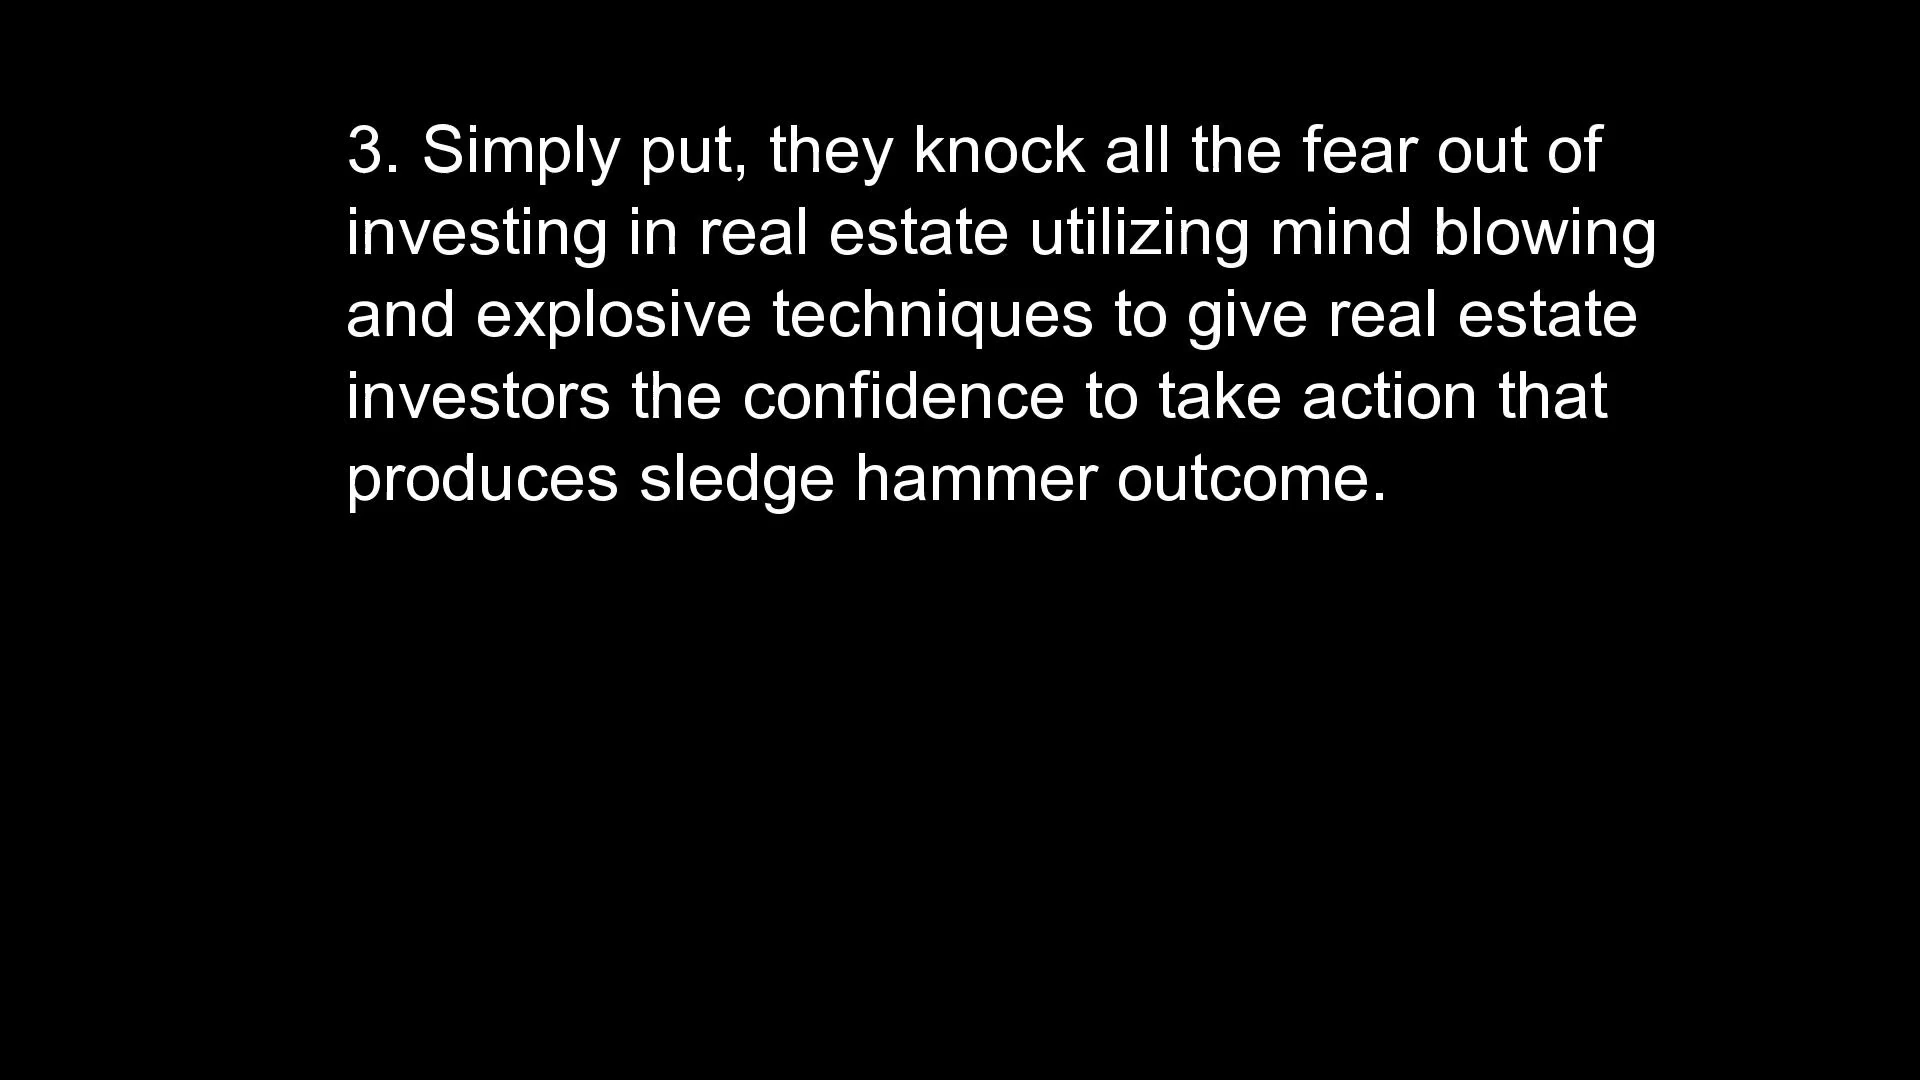 3. Simply put, they knock all the fear out of
investing in real estate utilizing mind blowing
and explosive techniques to give real estate
investors the confidence to take action that
produces sledge hammer outcome.